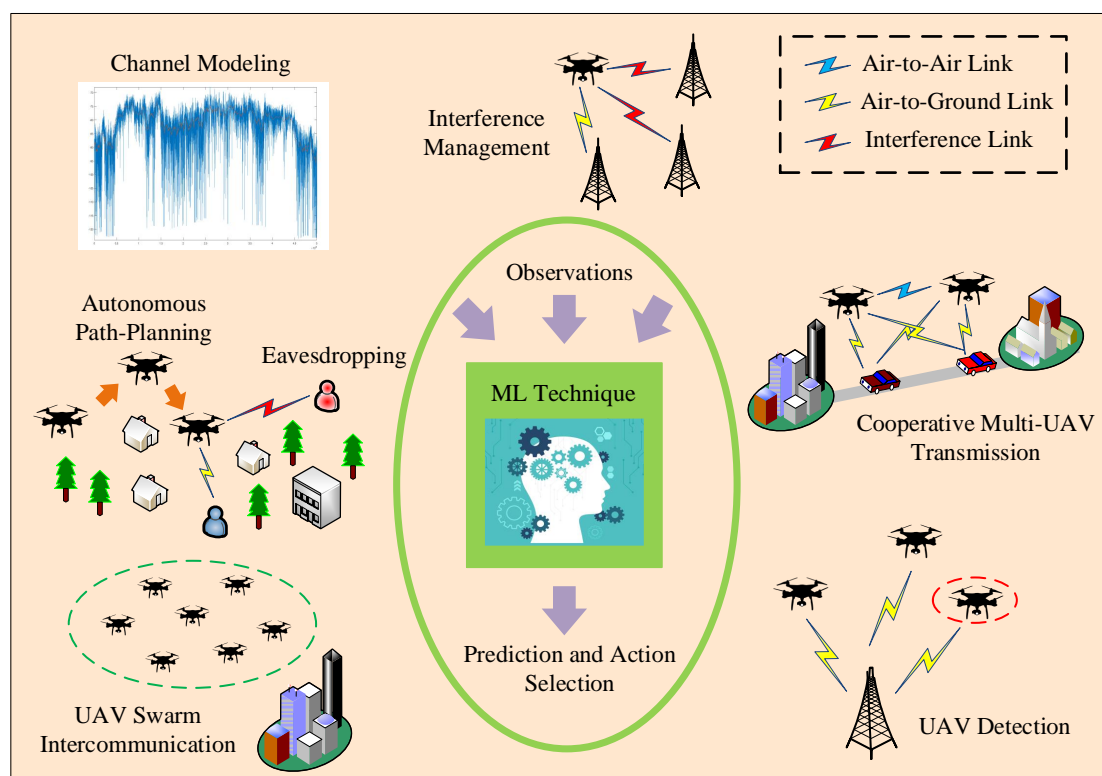 Channel Modeling
Interference
Management
Air-to-Air Link
Air-to-Ground Link
Interference Link
Observations
Autonomous
Path-Planning
Eavesdropping
ML Technique
Cooperative Multi-UAV
Transmission
Prediction and Action
Selection
UAV Swarm
Intercommunication
UAV Detection